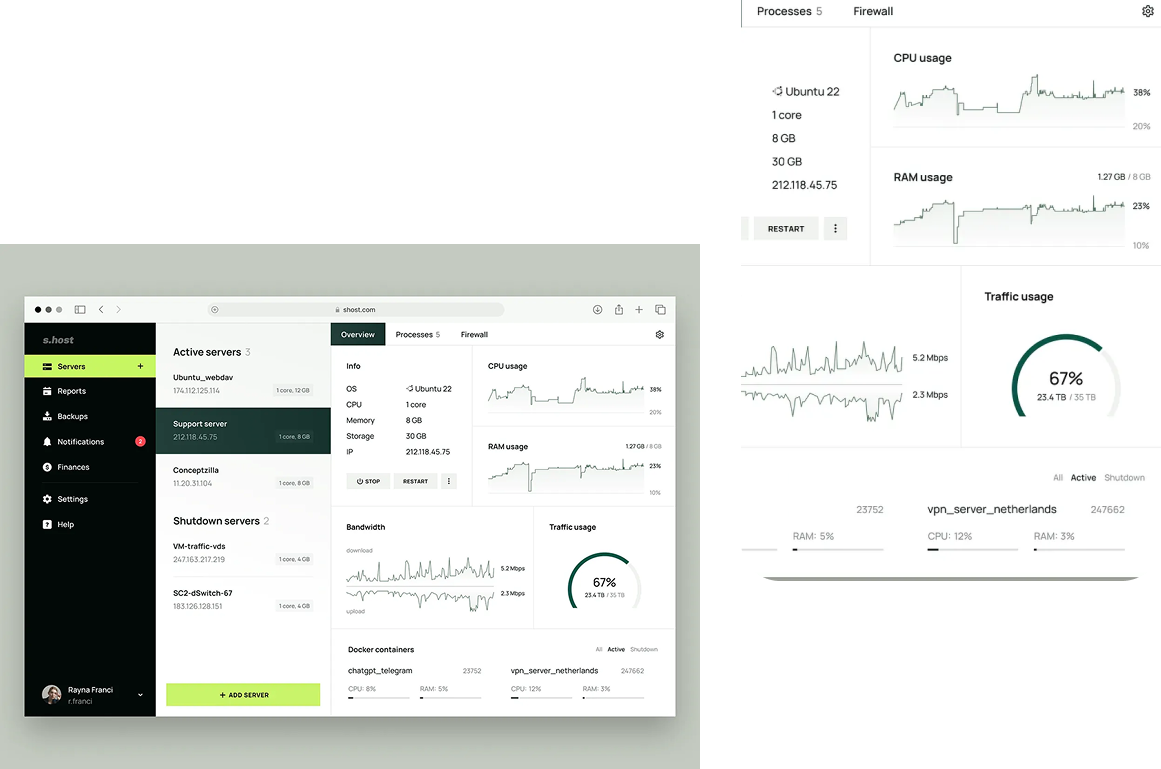 Processes 5 Firewall
CPU usage
38%
20%
Ubuntu 22
1 core
8 GB
30 GB
212.118.45.75
RESTART
RAM usage
1.27 GB / 8 GB
23%
10%
Traffic usage
5.2 Mbps
2.3 Mbps
67%
23.4 TB / 35 TB
All Active Shutdown
23752
RAM: 5%
vpn_server_netherlands 247662
CPU: 12% RAM: 3%
shost.com
s.host
Servers +
Reports
Backups
Notifications 2
Finances
Settings
Help
Rayna Franci
r.franci
Active servers 3
Ubuntu_webdav
174.112.125.114 1 core, 12 GB
Support server
212.118.45.75 1 core, 8 GB
Conceptzilla
11.20.31.104 1 core, 8 GB
Shutdown servers 2
VM-traffic-vds
247.163.217.219 1 core, 4 GB
SC2-dSwitch-67
183.126.128.151 1 core, 4 GB
+ ADD SERVER
Overview Processes 5 Firewall
Info
OS Ubuntu 22
CPU 1 core
Memory 8 GB
Storage 30 GB
IP 212.118.45.75
STOP RESTART
CPU usage
38%
20%
RAM usage 1.27 GB / 8 GB
23%
10%
Bandwidth
download
5.2 Mbps
2.3 Mbps
upload
Traffic usage
67%
23.4 TB / 35 TB
Docker containers All Active Shutdown
chatgpt_telegram 23752
CPU: 8% RAM: 5%
vpn_server_netherlands 247662
CPU: 12% RAM: 3%